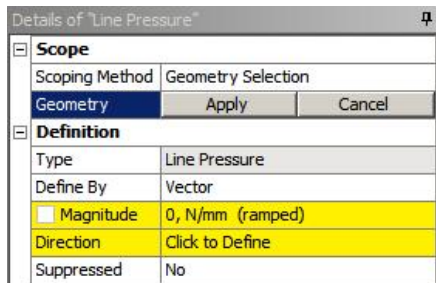 Details of "Line Pressure"
Scope
Scoping Method Geometry Selection
Geometry Apply Cancel
Definition
Type Line Pressure
Define By Vector
Magnitude 0, N/mm (ramped)
Direction Click to Define
Suppressed No